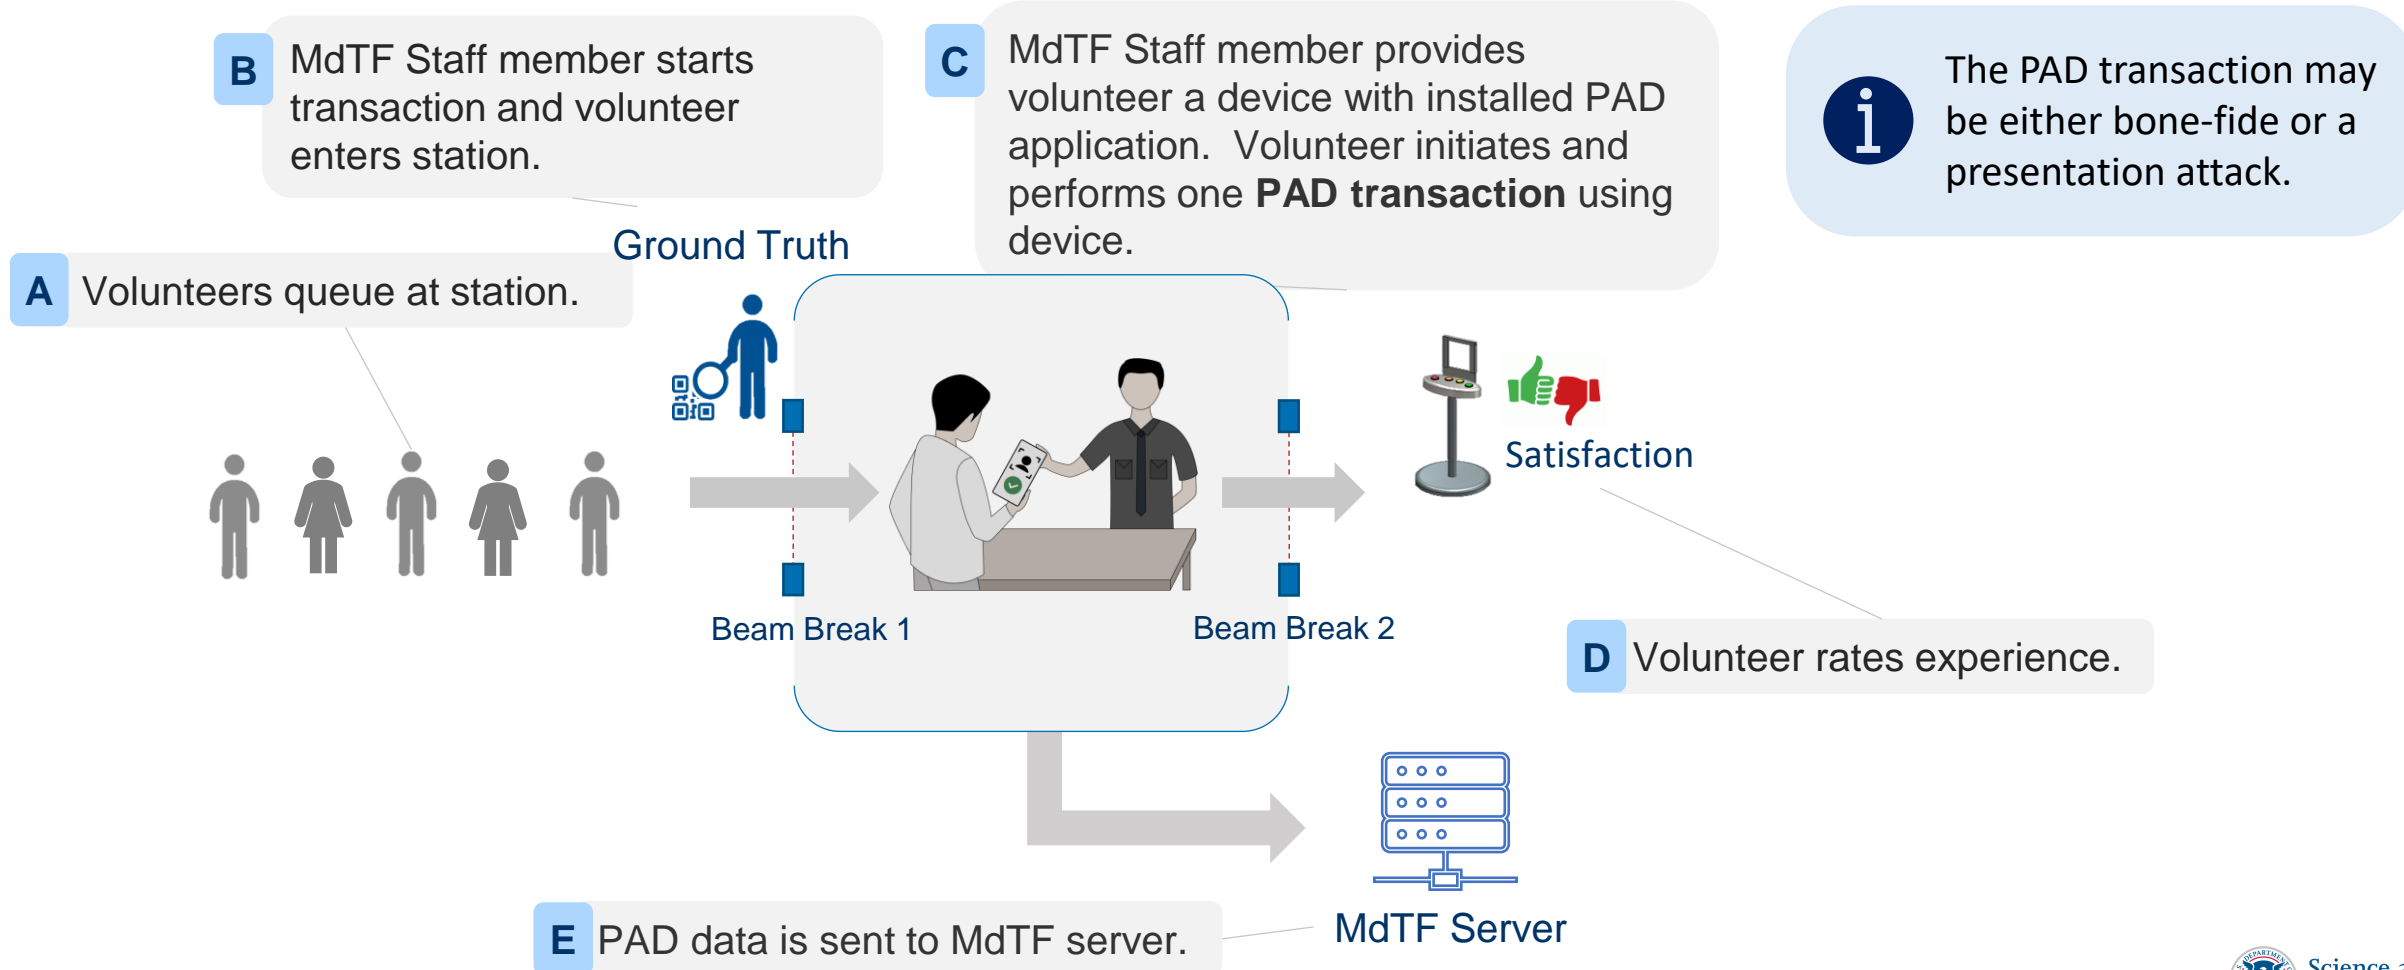 B
MdTF Staff member starts
transaction and volunteer
enters station.
C
MdTF Staff member provides
volunteer a device with installed PAD
application.  Volunteer initiates and
performs one PAD transaction using
device.
i
The PAD transaction may
be either bone-fide or a
presentation attack.
Ground Truth
A
Volunteers queue at station.
Satisfaction
Beam Break 1
Beam Break 2
D
Volunteer rates experience.
MdTF Server
E
PAD data is sent to MdTF server.
Science